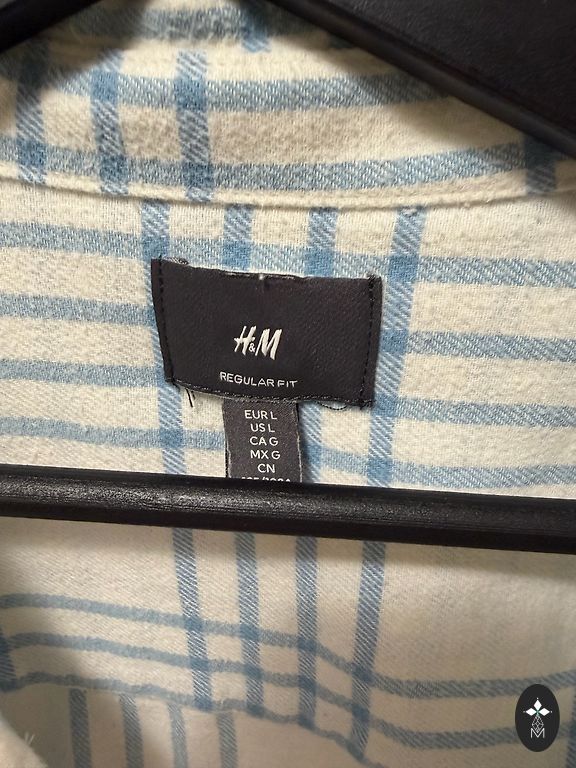 H&M
REGULAR FIT
EUR L
US L
CA G
MX G
CN